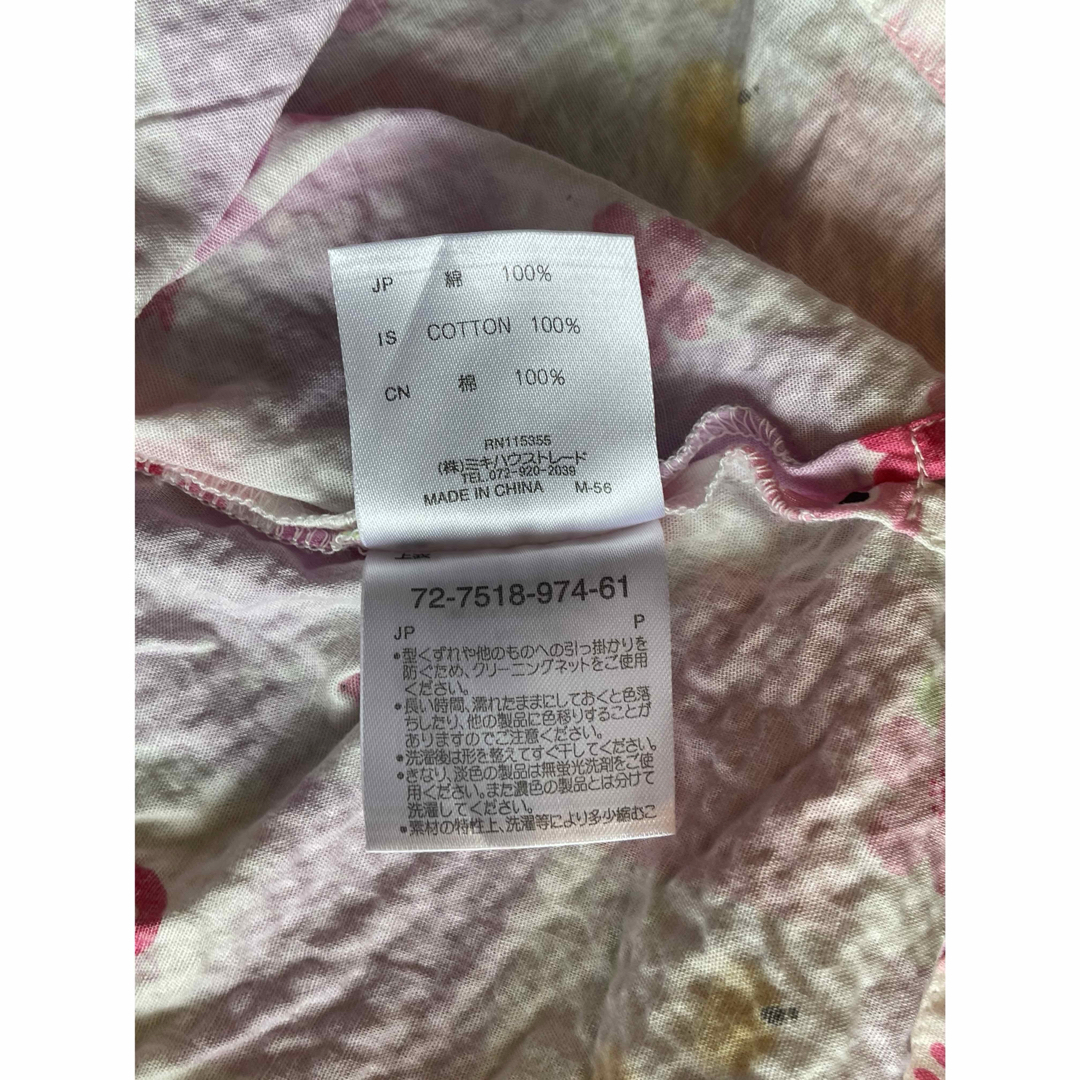 JP 綿 100%
IS COTTON 100%
CN 棉 100%
RN115355
(株)ミキハウストレード
TEL.072-920-2039
MADE IN CHINA M-56
72-7518-974-61
JP P
•型くずれや他のものへの引っ掛かりを
防ぐため、クリーニングネットをご使用
ください。
•長い時間、濡れたままにしておくと色落
ちしたり、他の製品に色移りすることが
ありますのでご注意ください。
•洗濯後は形を整えてすぐ干してください。
•きなり、淡色の製品は無蛍光洗剤をご使
用ください。また濃色の製品とは分けて
洗濯してください。
•素材の特性上、洗濯等により多少縮むこ